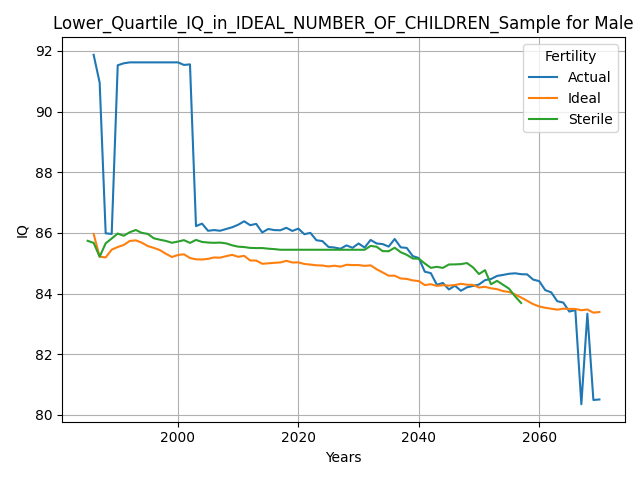 Lower_Quartile_IQ_in_IDEAL_NUMBER_OF_CHILDREN_Sample for Male
Fertility
Actual
Ideal
Sterile
92
90
88
86
84
82
80
IQ
2000
2020
2040
2060
Years